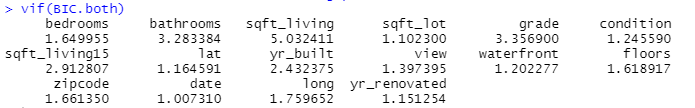 > vif(BIC.both)
bedrooms bathrooms sqft_living sqft_lot grade condition
1.649955 3.283384 5.032411 1.102300 3.356900 1.245590
sqft_living15 lat yr_built view waterfront floors
2.912807 1.164591 2.432375 1.397395 1.202277 1.618917
zipcode date long yr_renovated
1.661350 1.007310 1.759652 1.151254